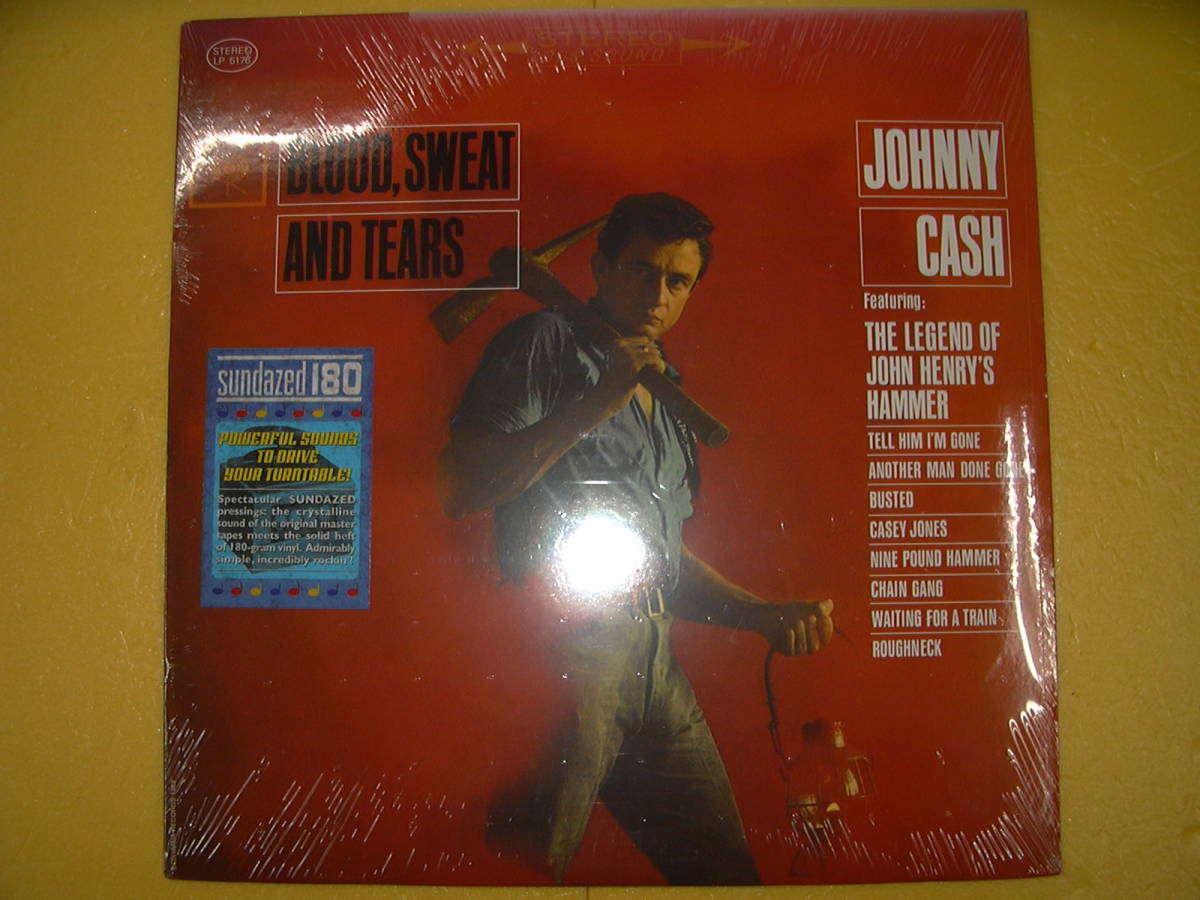 STEREO
LP 5176
STEREO
SOUND
BLOOD, SWEAT
AND TEARS
JOHNNY
CASH
Featuring:
THE LEGEND OF
JOHN HENRY'S
HAMMER
TELL HIM I'M GONE
ANOTHER MAN DONE GONE
BUSTED
CASEY JONES
NINE POUND HAMMER
CHAIN GANG
WAITING FOR A TRAIN
ROUGHNECK
sundazed 180
POWERFUL SOUNDS
TO DRIVE
YOUR TURNTABLE!
Spectacular SUNDAZED
pressings: the crystalline
sound of the original master
tapes meets the solid heft
of 180-gram vinyl. Admirably
simple, incredibly rockin'!